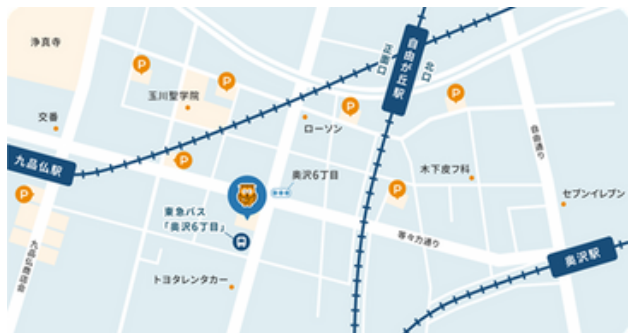 浄真寺
P
P
玉川聖学院
交番
P
九品仏駅
P
九品仏商店会
正面口
自由が丘駅
北口
P
P
ローソン
自由通り
奥沢6丁目
木下皮フ科
P
セブンイレブン
東急バス
「奥沢6丁目」
等々力通り
奥沢駅
トヨタレンタカー